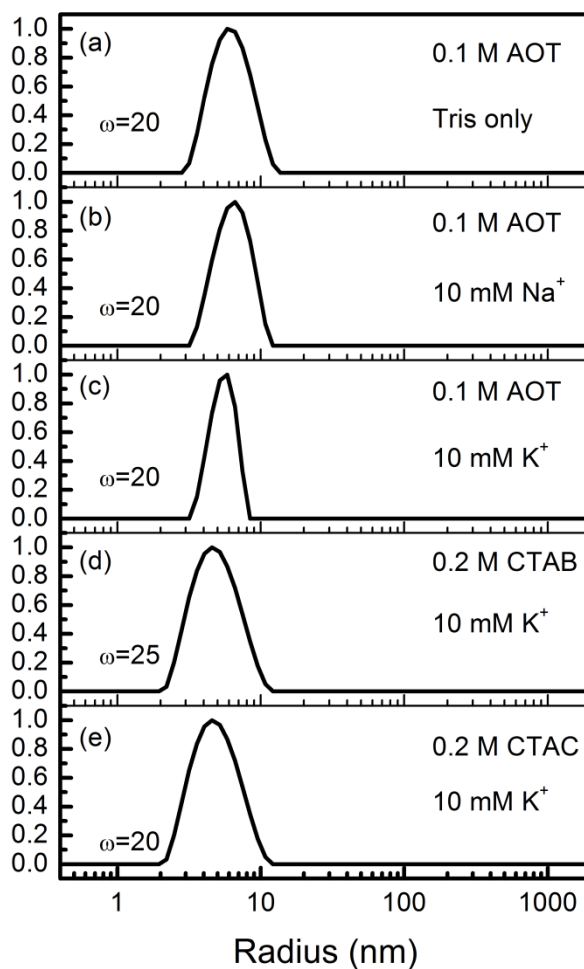 1.0
(a)
0.1 M AOT
0.8
0.6
ω=20
Tris only
0.4
0.2
0.0
1.0
(b)
0.1 M AOT
0.8
0.6
10 mM Na⁺
0.4
ω=20
0.2
0.0
1.0
(c)
0.1 M AOT
0.8
0.6
10 mM K⁺
0.4
ω=20
0.2
0.0
1.0
(d)
0.2 M CTAB
0.8
0.6
10 mM K⁺
0.4
ω=25
0.2
0.0
1.0
(e)
0.2 M CTAC
0.8
0.6
10 mM K⁺
0.4
ω=20
0.2
0.0
1 10 100 1000
Radius (nm)